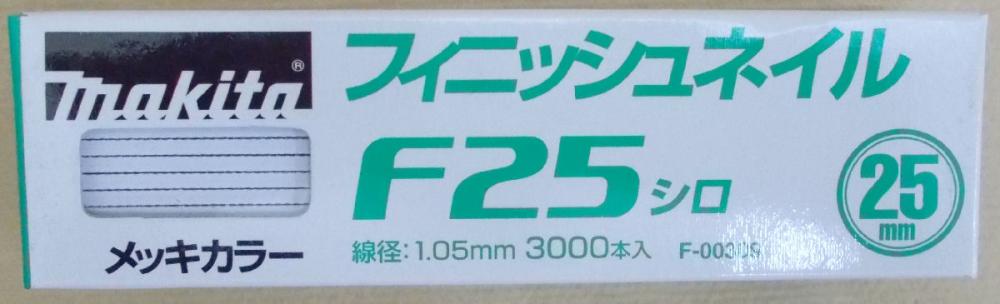 makita®
フィニッシュネイル
F25 シロ
25
mm
メッキカラー
線径:1.05mm 3000本入